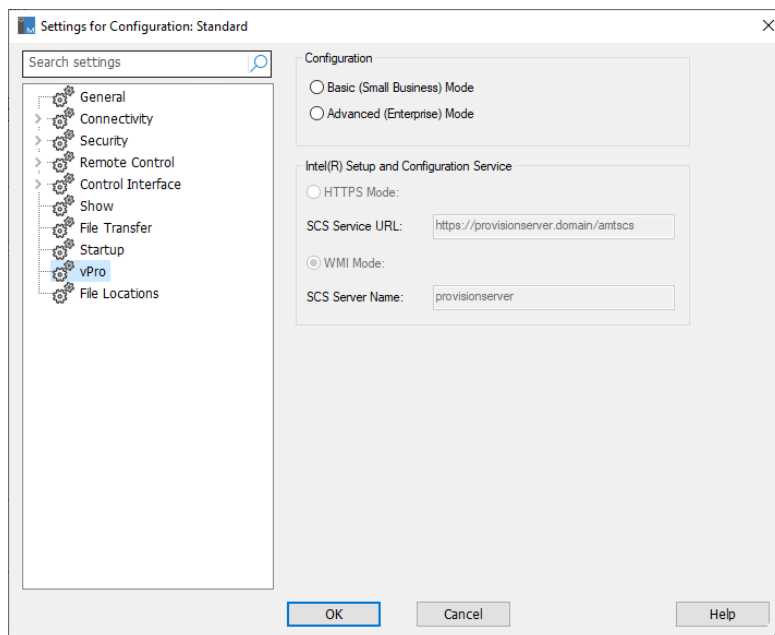 Settings for Configuration: Standard
Search settings
General
Connectivity
Security
Remote Control
Control Interface
Show
File Transfer
Startup
vPro
File Locations
Configuration
Basic (Small Business) Mode
Advanced (Enterprise) Mode
Intel(R) Setup and Configuration Service
HTTPS Mode:
SCS Service URL: https://provisionserver.domain/amtscs
WMI Mode:
SCS Server Name: provisionserver
OK Cancel Help